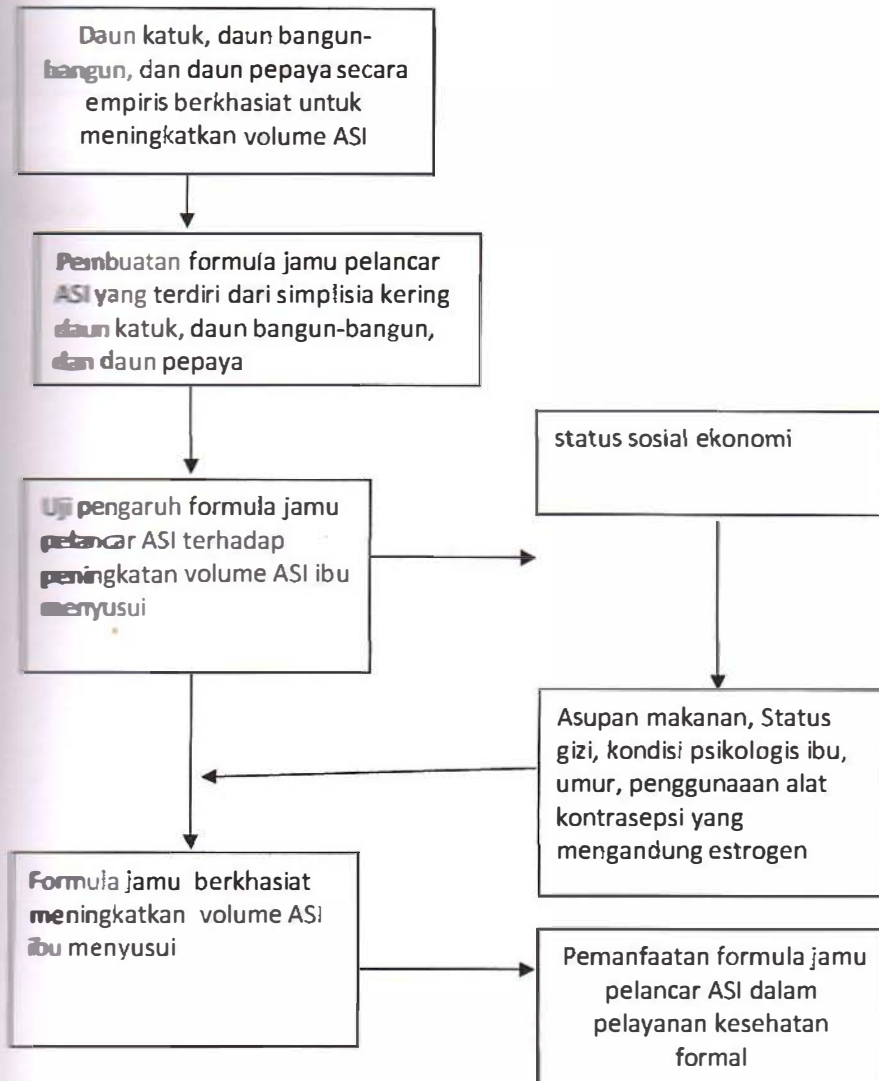 Daun katuk, daun bangun-
bangun, dan daun pepaya secara
empiris berkhasiat untuk
meningkatkan volume ASI
Pembuatan formula jamu pelancar
ASI yang terdiri dari simplisia kering
daun katuk, daun bangun-bangun,
dan daun pepaya
status sosial ekonomi
Uji pengaruh formula jamu
pelancar ASI terhadap
peningkatan volume ASI ibu
menyusui
Asupan makanan, Status
gizi, kondisi psikologis ibu,
umur, penggunaaan alat
kontrasepsi yang
mengandung estrogen
Formula jamu berkhasiat
meningkatkan volume ASI
ibu menyusui
Pemanfaatan formula jamu
pelancar ASI dalam
pelayanan kesehatan
formal